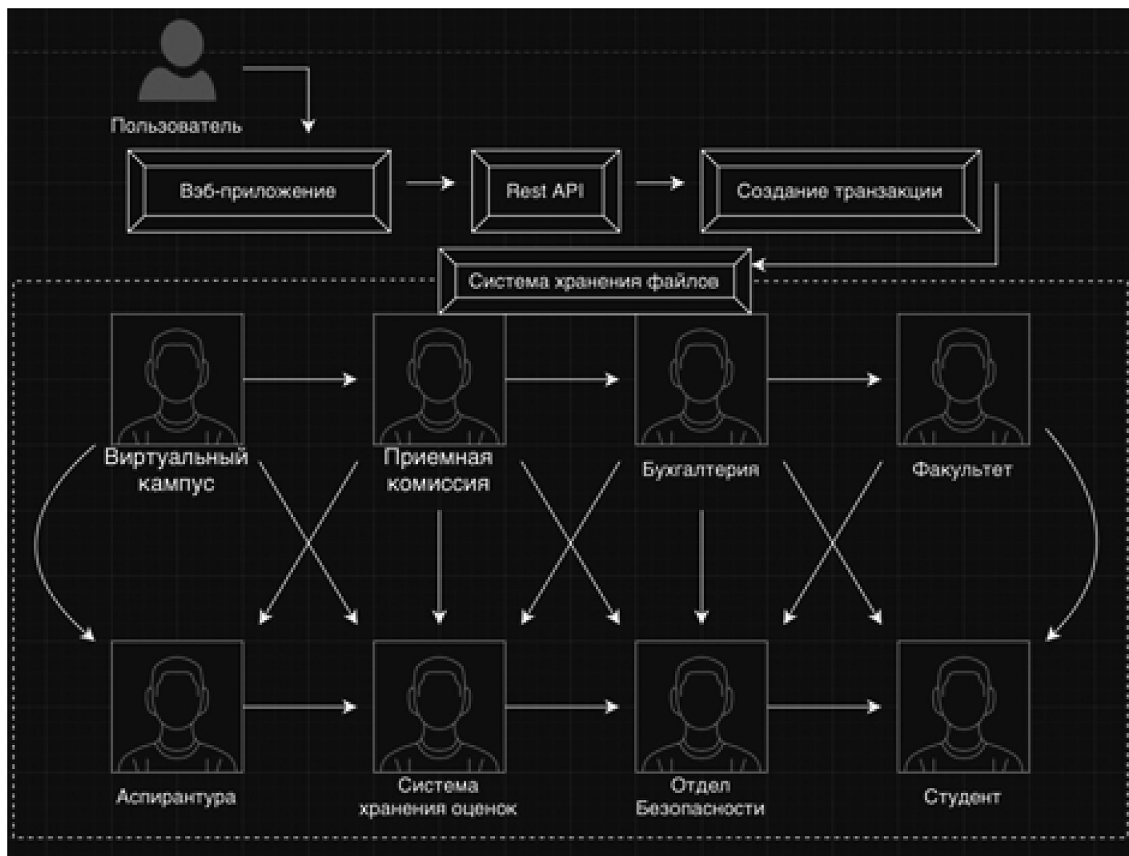 Пользователь
Вэб-приложение
Rest API
Создание транзакции
Система хранения файлов
Виртуальный
кампус
Приемная
комиссия
Бухгалтерия
Факультет
Аспирантура
Система
хранения оценок
Отдел
Безопасности
Студент